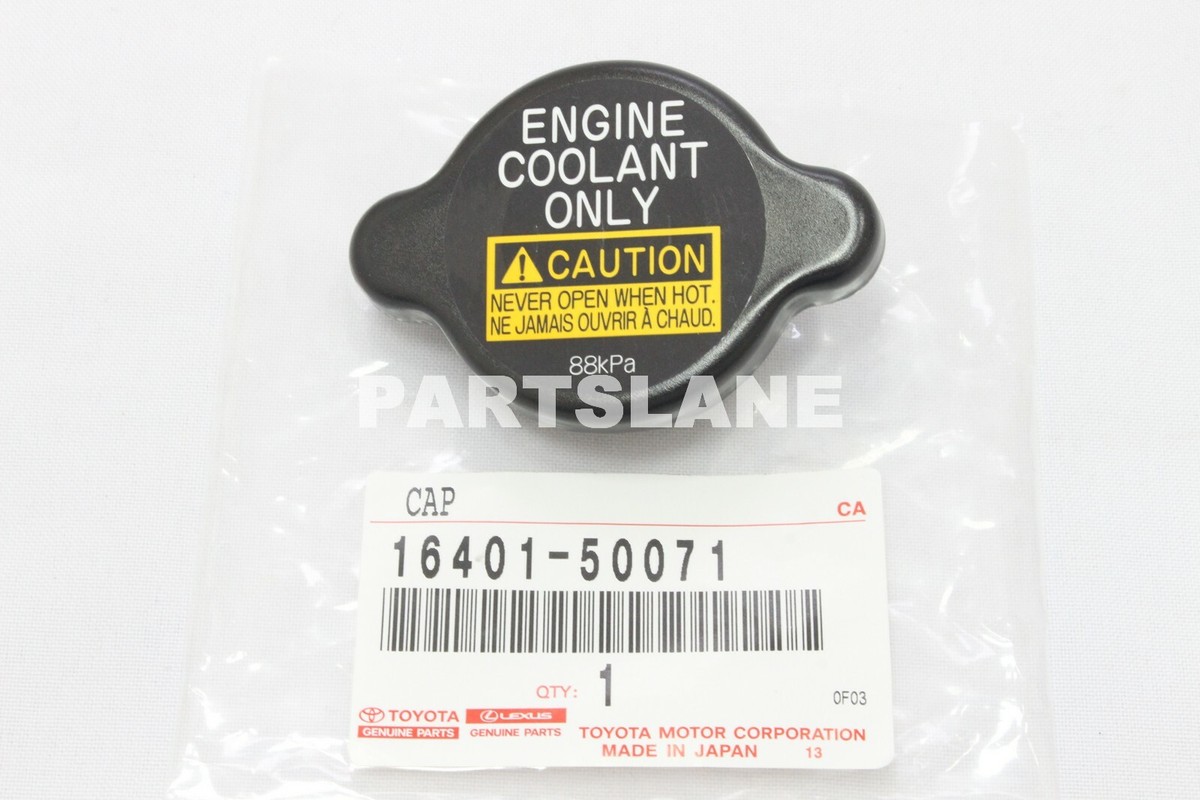 ENGINE
COOLANT
ONLY
CAUTION
NEVER OPEN WHEN HOT.
NE JAMAIS OUVRIR À CHAUD.
88kPa
PARTSLANE
CAP
CA
16401-50071
QTY: 1
0F03
TOYOTA LEXUS
GENUINE PARTS GENUINE PARTS
TOYOTA MOTOR CORPORATION
MADE IN JAPAN 13